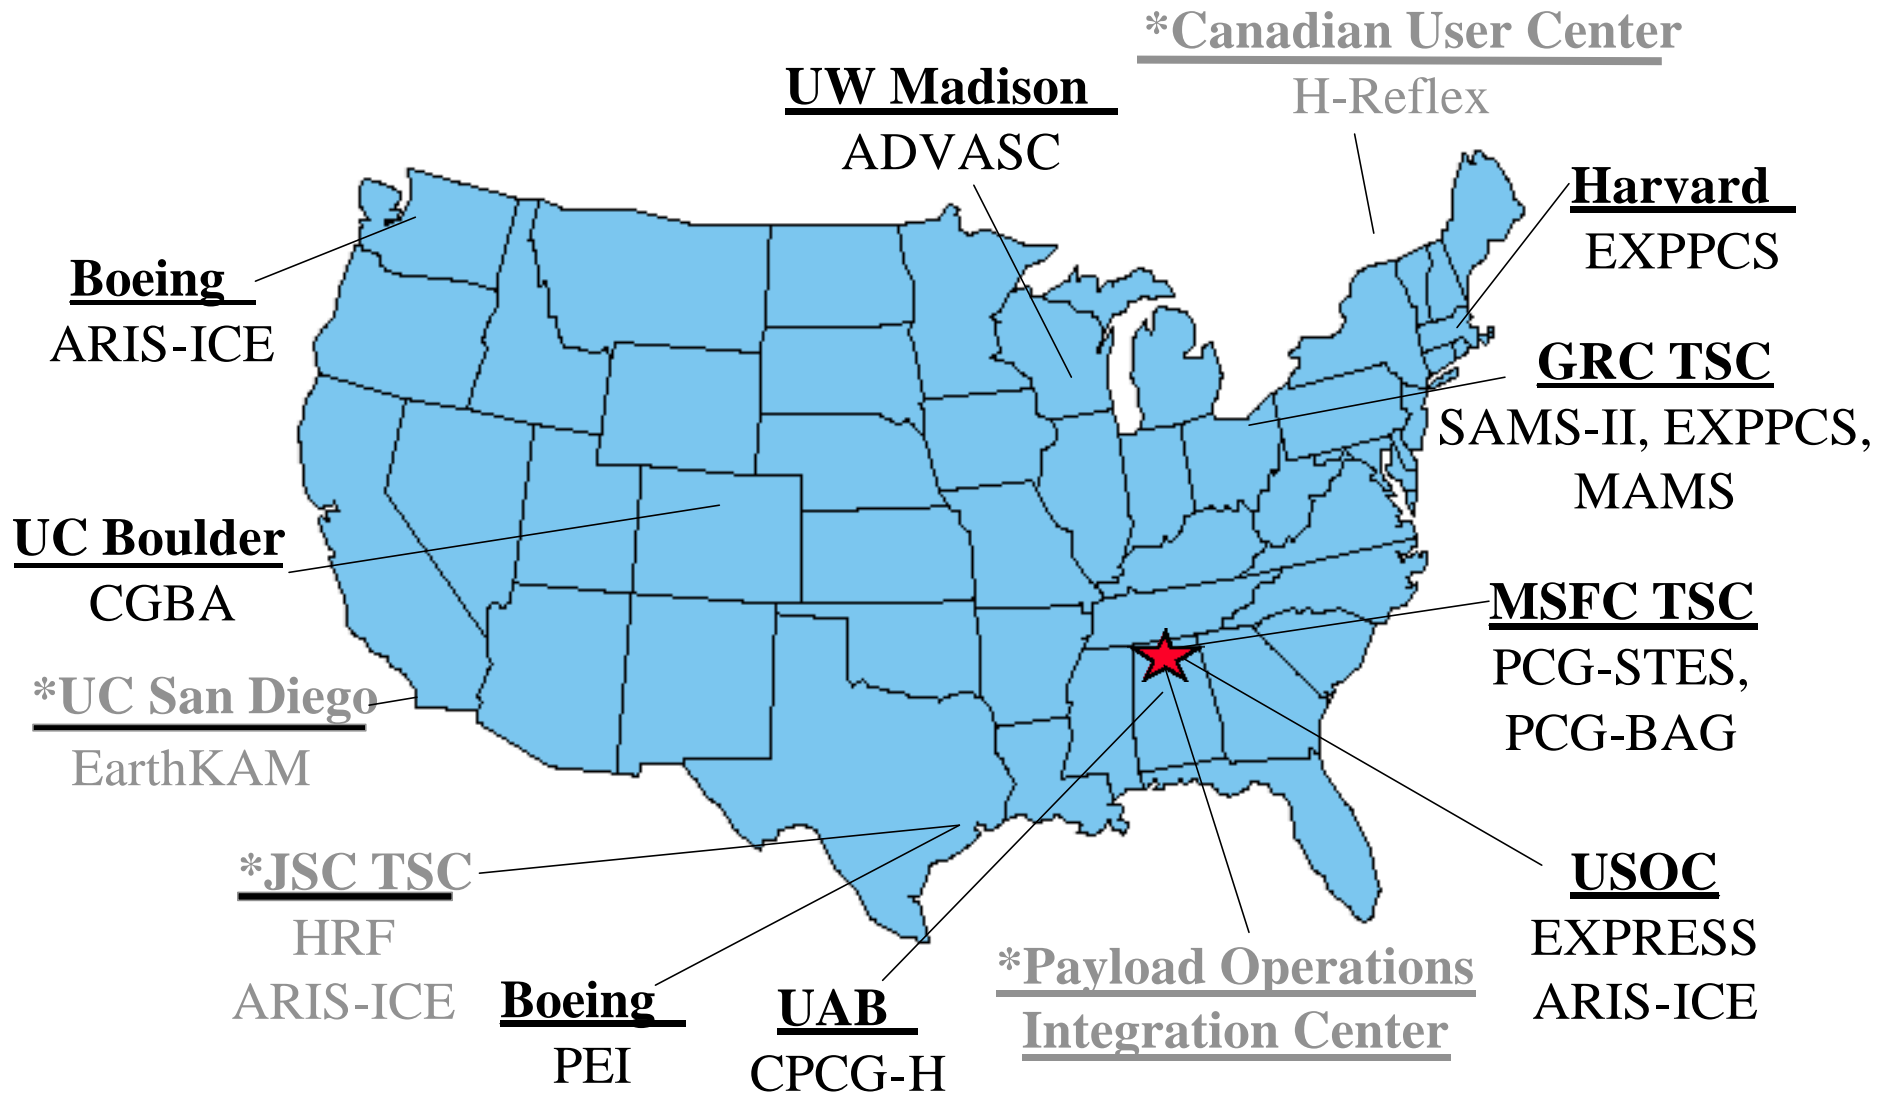 *Canadian User Center
H-Reflex
UW Madison
ADVASC
Harvard
EXPPCS
Boeing
ARIS-ICE
GRC TSC
SAMS-II, EXPPCS,
MAMS
UC Boulder
CGBA
MSFC TSC
PCG-STES,
PCG-BAG
*UC San Diego
EarthKAM
*JSC TSC
HRF
ARIS-ICE
USOC
EXPRESS
ARIS-ICE
*Payload Operations
Integration Center
Boeing
PEI
UAB
CPCG-H